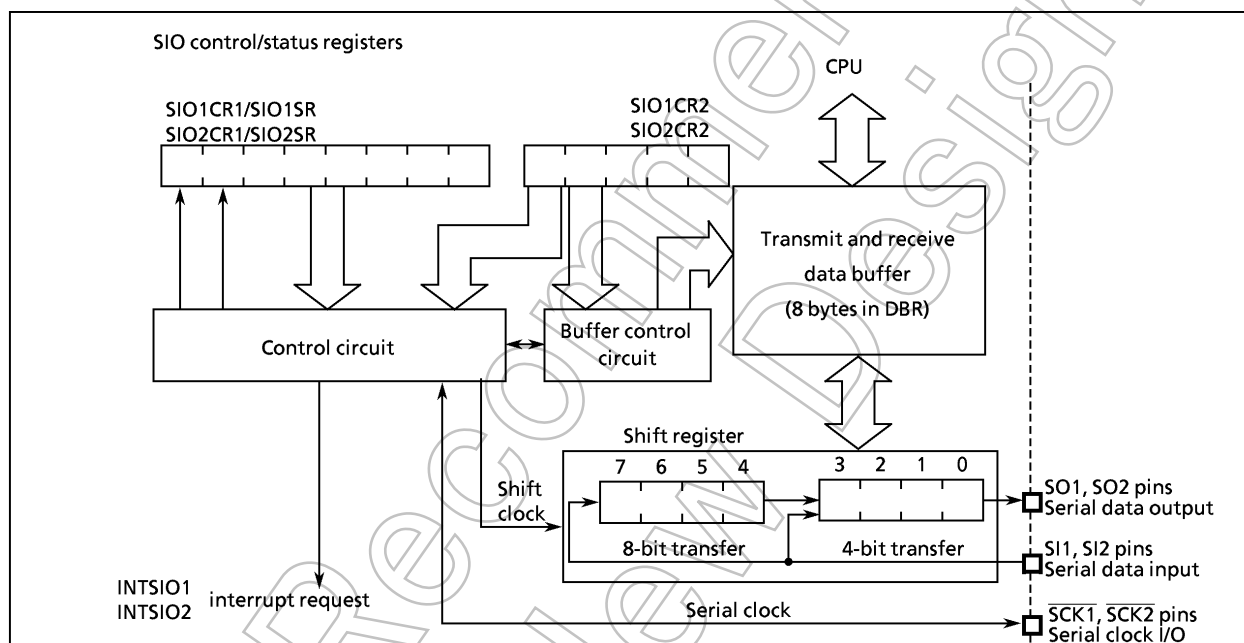 SIO control/status registers
CPU
SIO1CR1/SIO1SR
SIO2CR1/SIO2SR
SIO1CR2
SIO2CR2
Transmit and receive
data buffer
(8 bytes in DBR)
Control circuit
Buffer control
circuit
Shift register
7 6 5 4
3 2 1 0
Shift
clock
8-bit transfer
4-bit transfer
SO1, SO2 pins
Serial data output
SI1, SI2 pins
Serial data input
INTSIO1
INTSIO2
interrupt request
Serial clock
SCK1, SCK2 pins
Serial clock I/O
Recommen
ew Design